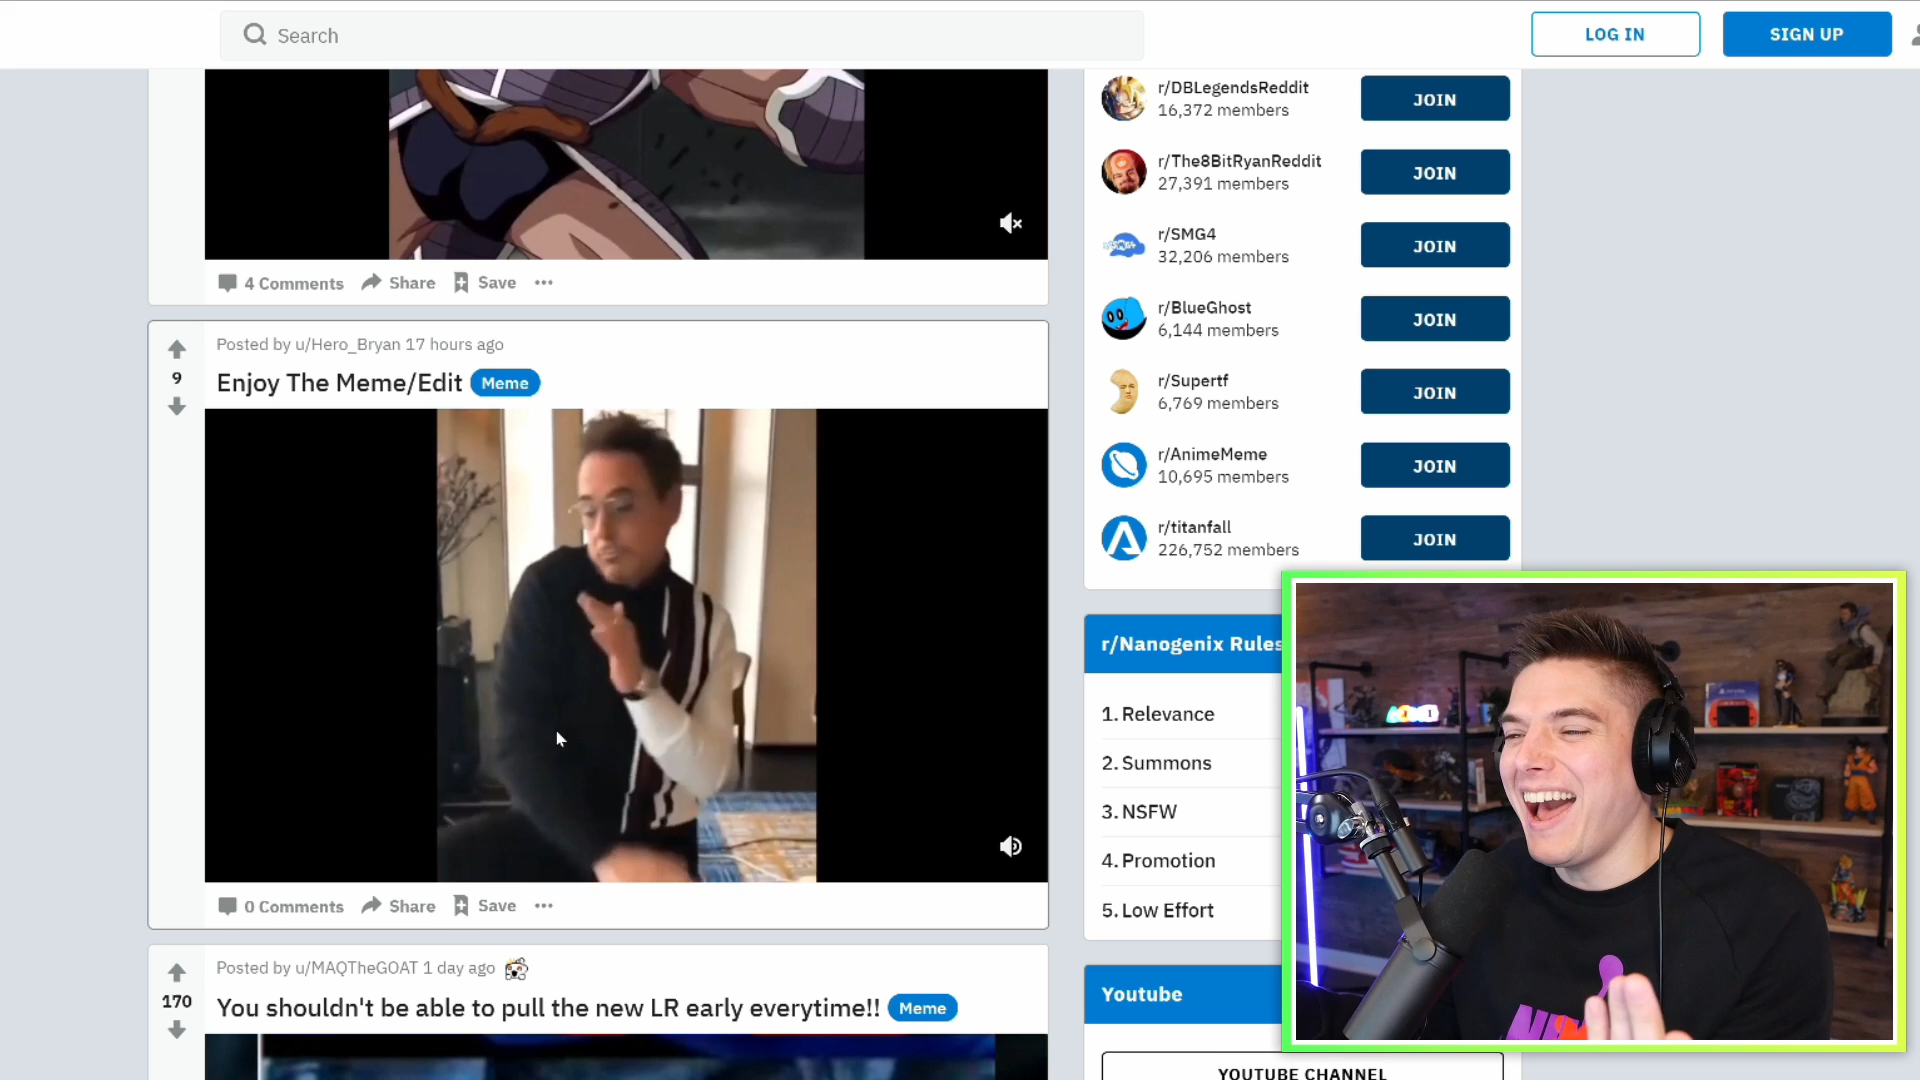 Search
LOG IN
SIGN UP
4 Comments
Share
Save
Posted by u/Hero_Bryan 17 hours ago
9
Enjoy The Meme/Edit
Meme
0 Comments
Share
Save
Posted by u/MAQTheGOAT 1 day ago
170
You shouldn't be able to pull the new LR early everytime!!
Meme
r/DBLegendsReddit
16,372 members
JOIN
r/The8BitRyanReddit
27,391 members
JOIN
r/SMG4
32,206 members
JOIN
r/BlueGhost
6,144 members
JOIN
r/Supertf
6,769 members
JOIN
r/AnimeMeme
10,695 members
JOIN
r/titanfall
226,752 members
JOIN
r/Nanogenix Rules
1. Relevance
2. Summons
3. NSFW
4. Promotion
5. Low Effort
Youtube
YOUTUBE CHANNEL